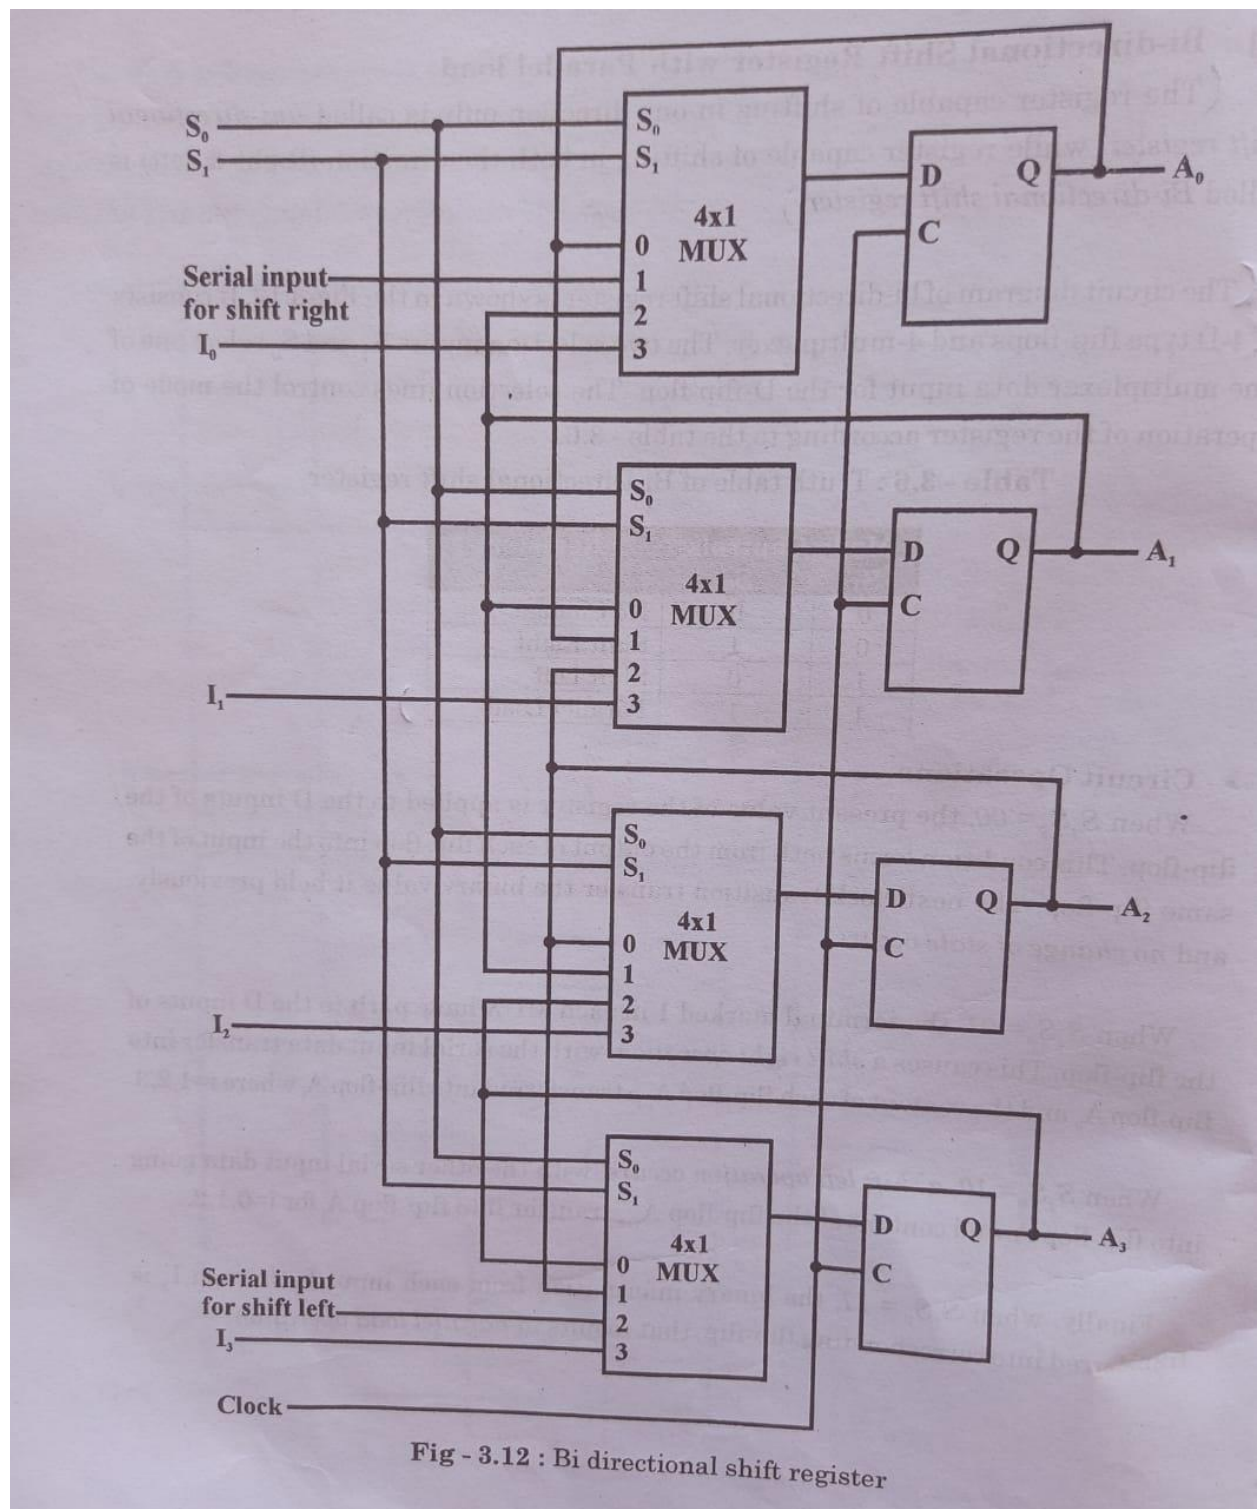 S₀
S₁
S₀
S₁
4x1
MUX
0
1
2
3
D
Q
C
A₀
Serial input
for shift right
I₀
S₀
S₁
4x1
MUX
0
1
2
3
D
Q
C
A₁
I₁
S₀
S₁
4x1
MUX
0
1
2
3
D
Q
C
A₂
I₂
S₀
S₁
4x1
MUX
0
1
2
3
D
Q
C
A₃
Serial input
for shift left
I₃
Clock
Fig - 3.12 : Bi directional shift register